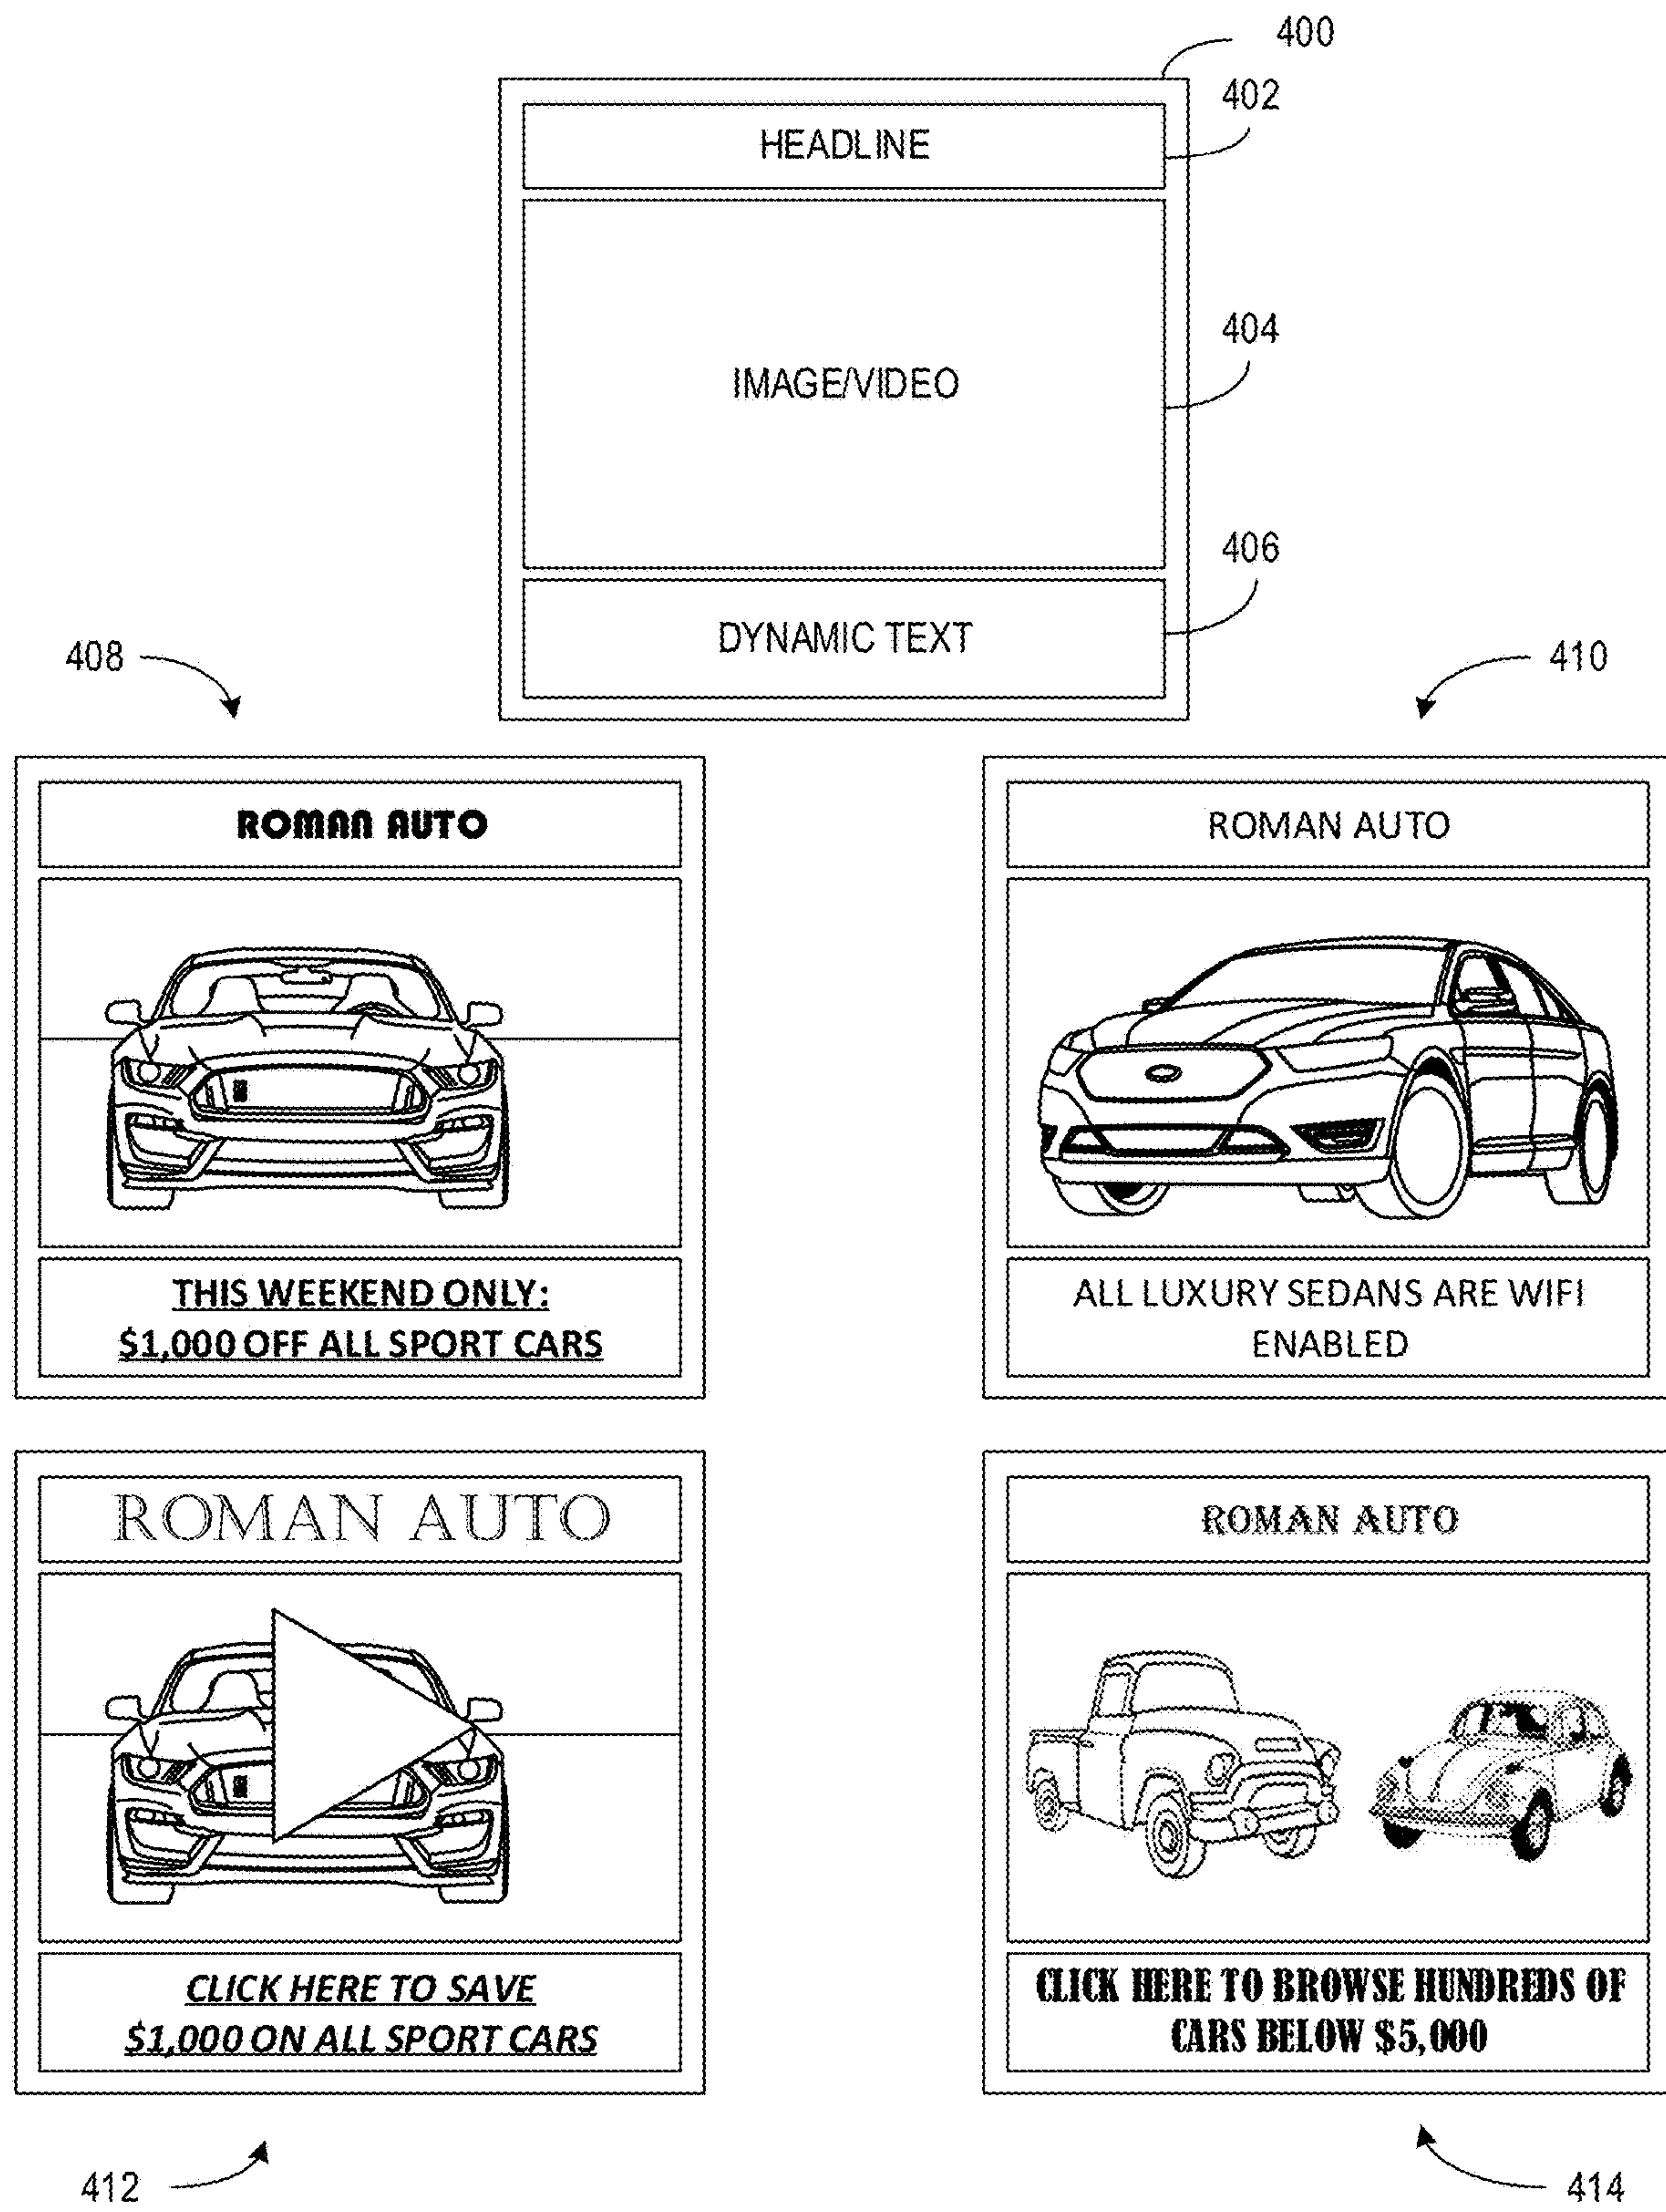 400
402
HEADLINE
404
IMAGE/VIDEO
406
DYNAMIC TEXT
408
410
ROMAN AUTO
THIS WEEKEND ONLY:
$1,000 OFF ALL SPORT CARS
ROMAN AUTO
ALL LUXURY SEDANS ARE WIFI
ENABLED
ROMAN AUTO
CLICK HERE TO SAVE
$1,000 ON ALL SPORT CARS
ROMAN AUTO
CLICK HERE TO BROWSE HUNDREDS OF
CARS BELOW $5,000
412
414